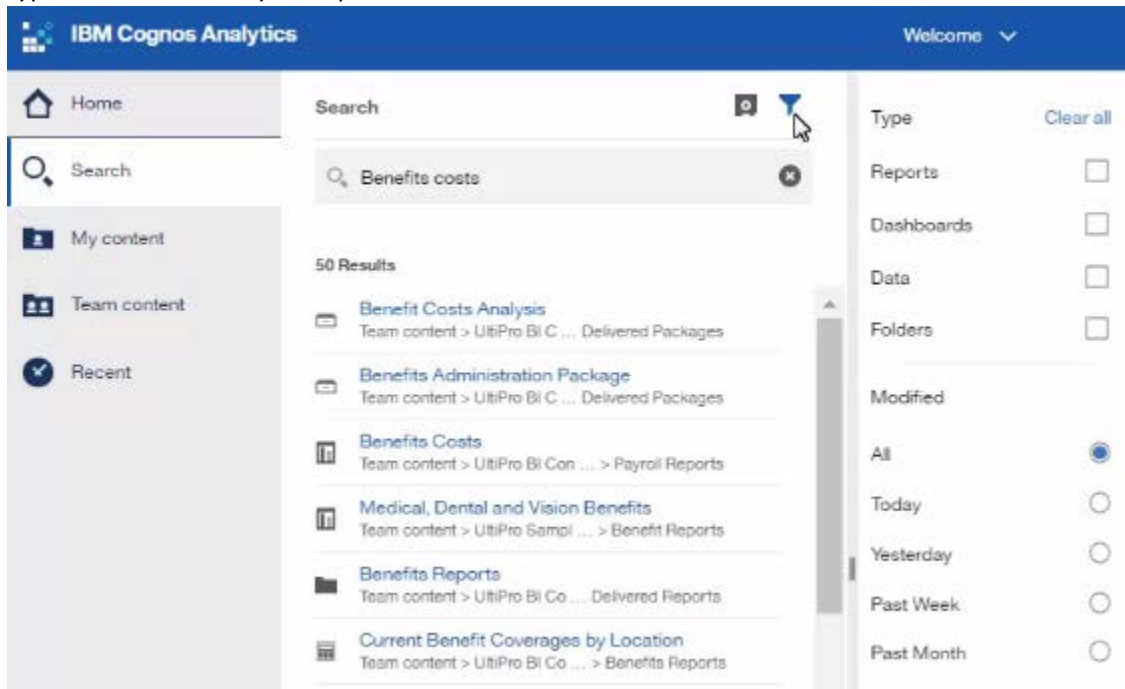 IBM Cognos Analytics
Welcome
Home
Search
My content
Team content
Recent
Search
Benefits costs
50 Results
Benefit Costs Analysis
Team content > UltiPro BI C ... Delivered Packages
Benefits Administration Package
Team content > UltiPro BI C ... Delivered Packages
Benefits Costs
Team content > UltiPro BI Con ... > Payroll Reports
Medical, Dental and Vision Benefits
Team content > UltiPro Sampl ... > Benefit Reports
Benefits Reports
Team content > UltiPro BI Co ... Delivered Reports
Current Benefit Coverages by Location
Team content > UltiPro BI Co ... > Benefits Reports
Type Clear all
Reports
Dashboards
Data
Folders
Modified
All
Today
Yesterday
Past Week
Past Month